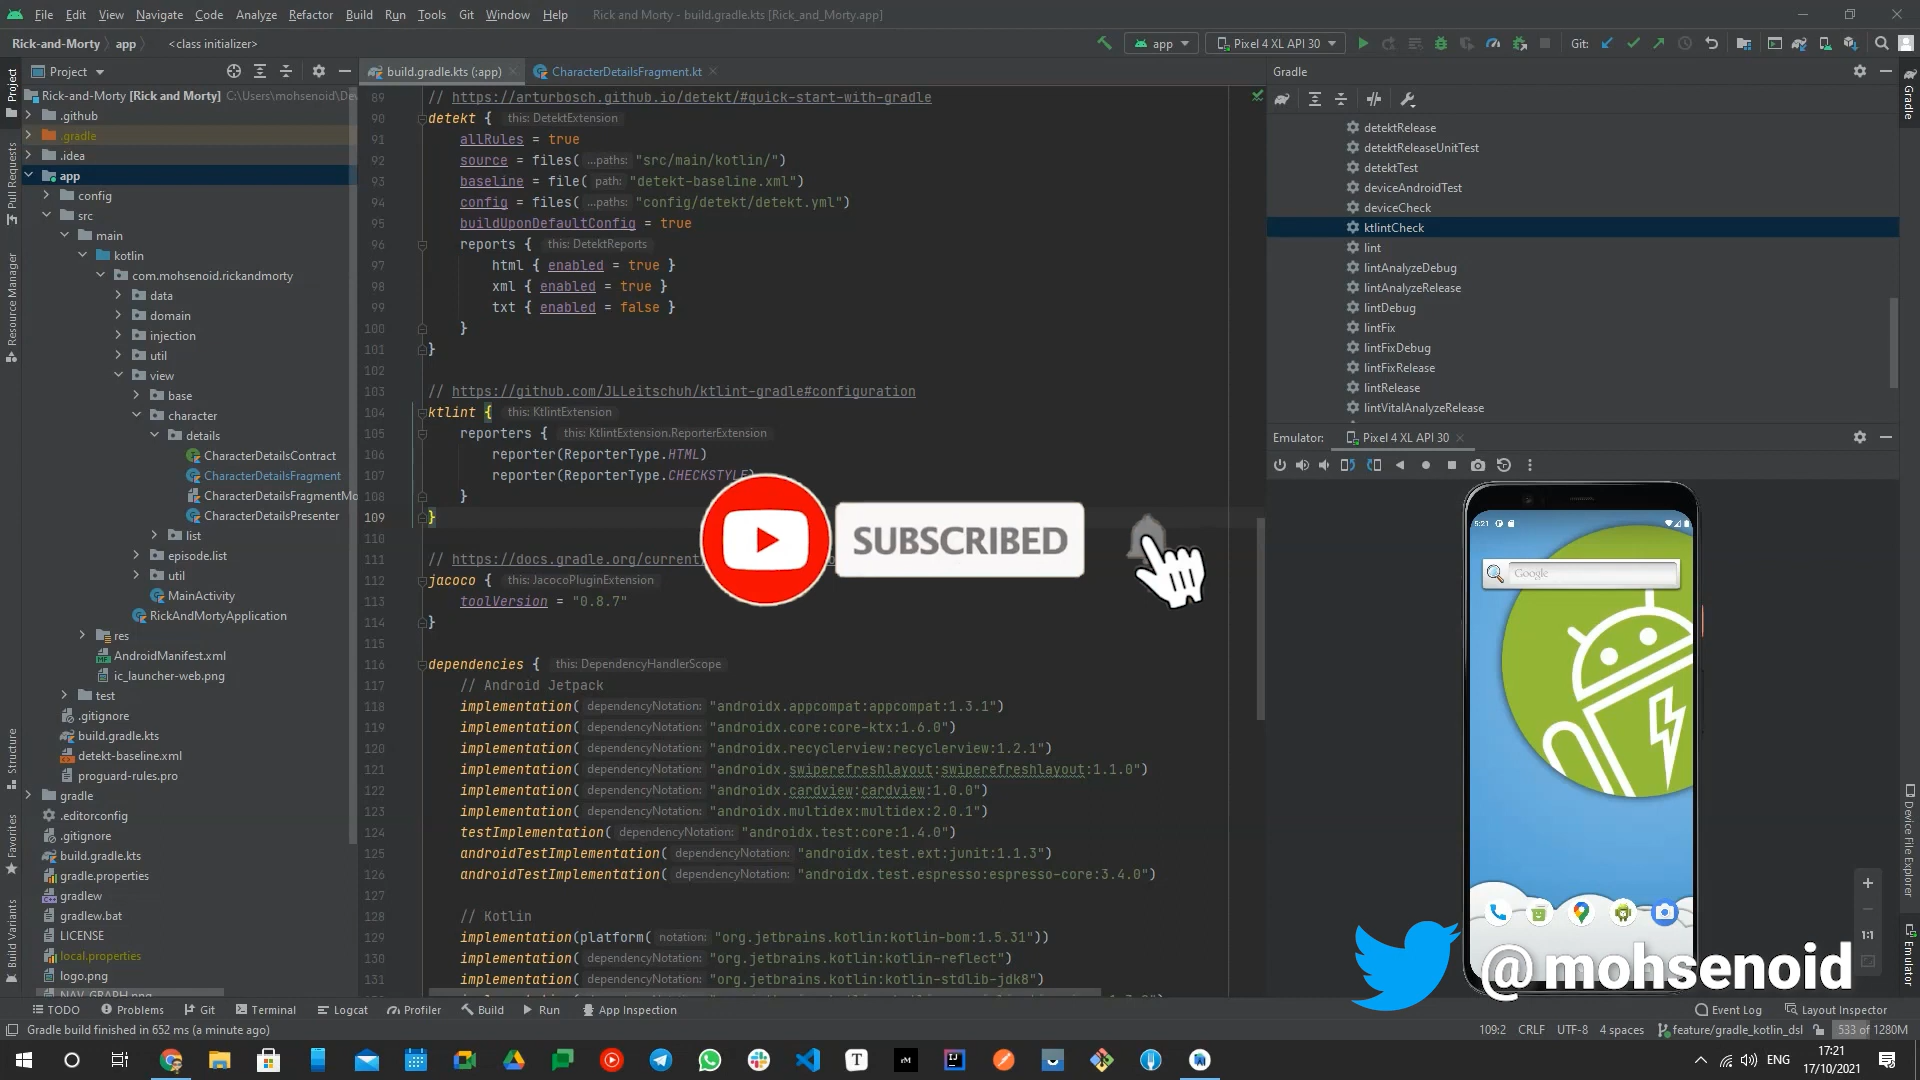 File Edit View Navigate Code Analyze Refactor Build Run Tools Git Window Help Rick and Morty - build.gradle.kts [Rick_and_Morty.app]
Rick-and-Morty app <class initializer> app Pixel 4 XL API 30 Git:
Project
build.gradle.kts (:app)
CharacterDetailsFragment.kt
Gradle
Project
Pull Requests
Resource Manager
Structure
Favorites
Build Variants
Rick-and-Morty [Rick and Morty] C:\Users\mohsenoid\De
.github
.gradle
.idea
app
config
src
main
kotlin
com.mohsenoid.rickandmorty
data
domain
injection
util
view
base
character
details
CharacterDetailsContract
CharacterDetailsFragment
CharacterDetailsFragmentMo
CharacterDetailsPresenter
list
episode.list
util
MainActivity
RickAndMortyApplication
res
AndroidManifest.xml
ic_launcher-web.png
test
.gitignore
build.gradle.kts
detekt-baseline.xml
proguard-rules.pro
gradle
.editorconfig
.gitignore
build.gradle.kts
gradle.properties
gradlew
gradlew.bat
LICENSE
local.properties
logo.png
NAV_GRAPH.png
89 // https://arturbosch.github.io/detekt/#quick-start-with-gradle
90 detekt { this: DetektExtension
91 allRules = true
92 source = files( ...paths: "src/main/kotlin/")
93 baseline = file( path: "detekt-baseline.xml")
94 config = files( ...paths: "config/detekt/detekt.yml")
95 buildUponDefaultConfig = true
96 reports { this: DetektReports
97 html { enabled = true }
98 xml { enabled = true }
99 txt { enabled = false }
100 }
101 }
102
103 // https://github.com/JLLeitschuh/ktlint-gradle#configuration
104 ktlint { this: KtlintExtension
105 reporters { this: KtlintExtension.ReporterExtension
106 reporter(ReporterType.HTML)
107 reporter(ReporterType.CHECKSTYLE)
108 }
109 }
110
111 // https://docs.gradle.org/current
112 jacoco { this: JacocoPluginExtension
113 toolVersion = "0.8.7"
114 }
115
116 dependencies { this: DependencyHandlerScope
117 // Android Jetpack
118 implementation( dependencyNotation: "androidx.appcompat:appcompat:1.3.1")
119 implementation( dependencyNotation: "androidx.core:core-ktx:1.6.0")
120 implementation( dependencyNotation: "androidx.recyclerview:recyclerview:1.2.1")
121 implementation( dependencyNotation: "androidx.swiperefreshlayout:swiperefreshlayout:1.1.0")
122 implementation( dependencyNotation: "androidx.cardview:cardview:1.0.0")
123 implementation( dependencyNotation: "androidx.multidex:multidex:2.0.1")
124 testImplementation( dependencyNotation: "androidx.test:core:1.4.0")
125 androidTestImplementation( dependencyNotation: "androidx.test.ext:junit:1.1.3")
126 androidTestImplementation( dependencyNotation: "androidx.test.espresso:espresso-core:3.4.0")
127
128 // Kotlin
129 implementation(platform( notation: "org.jetbrains.kotlin:kotlin-bom:1.5.31"))
130 implementation( dependencyNotation: "org.jetbrains.kotlin:kotlin-reflect")
131 implementation( dependencyNotation: "org.jetbrains.kotlin:kotlin-stdlib-jdk8")
SUBSCRIBED
detektRelease
detektReleaseUnitTest
detektTest
deviceAndroidTest
deviceCheck
ktlintCheck
lint
lintAnalyzeDebug
lintAnalyzeRelease
lintDebug
lintFix
lintFixDebug
lintFixRelease
lintRelease
lintVitalAnalyzeRelease
Emulator: Pixel 4 XL API 30
5:21
Google
1:1
@mohsenoid
Gradle
Device File Explorer
Emulator
TODO Problems Git Terminal Logcat Profiler Build Run App Inspection Event Log Layout Inspector
Gradle build finished in 652 ms (a minute ago) 109:2 CRLF UTF-8 4 spaces feature/gradle_kotlin_dsl 533 of 1280M
T
rM
IJ
ENG
17:21
17/10/2021